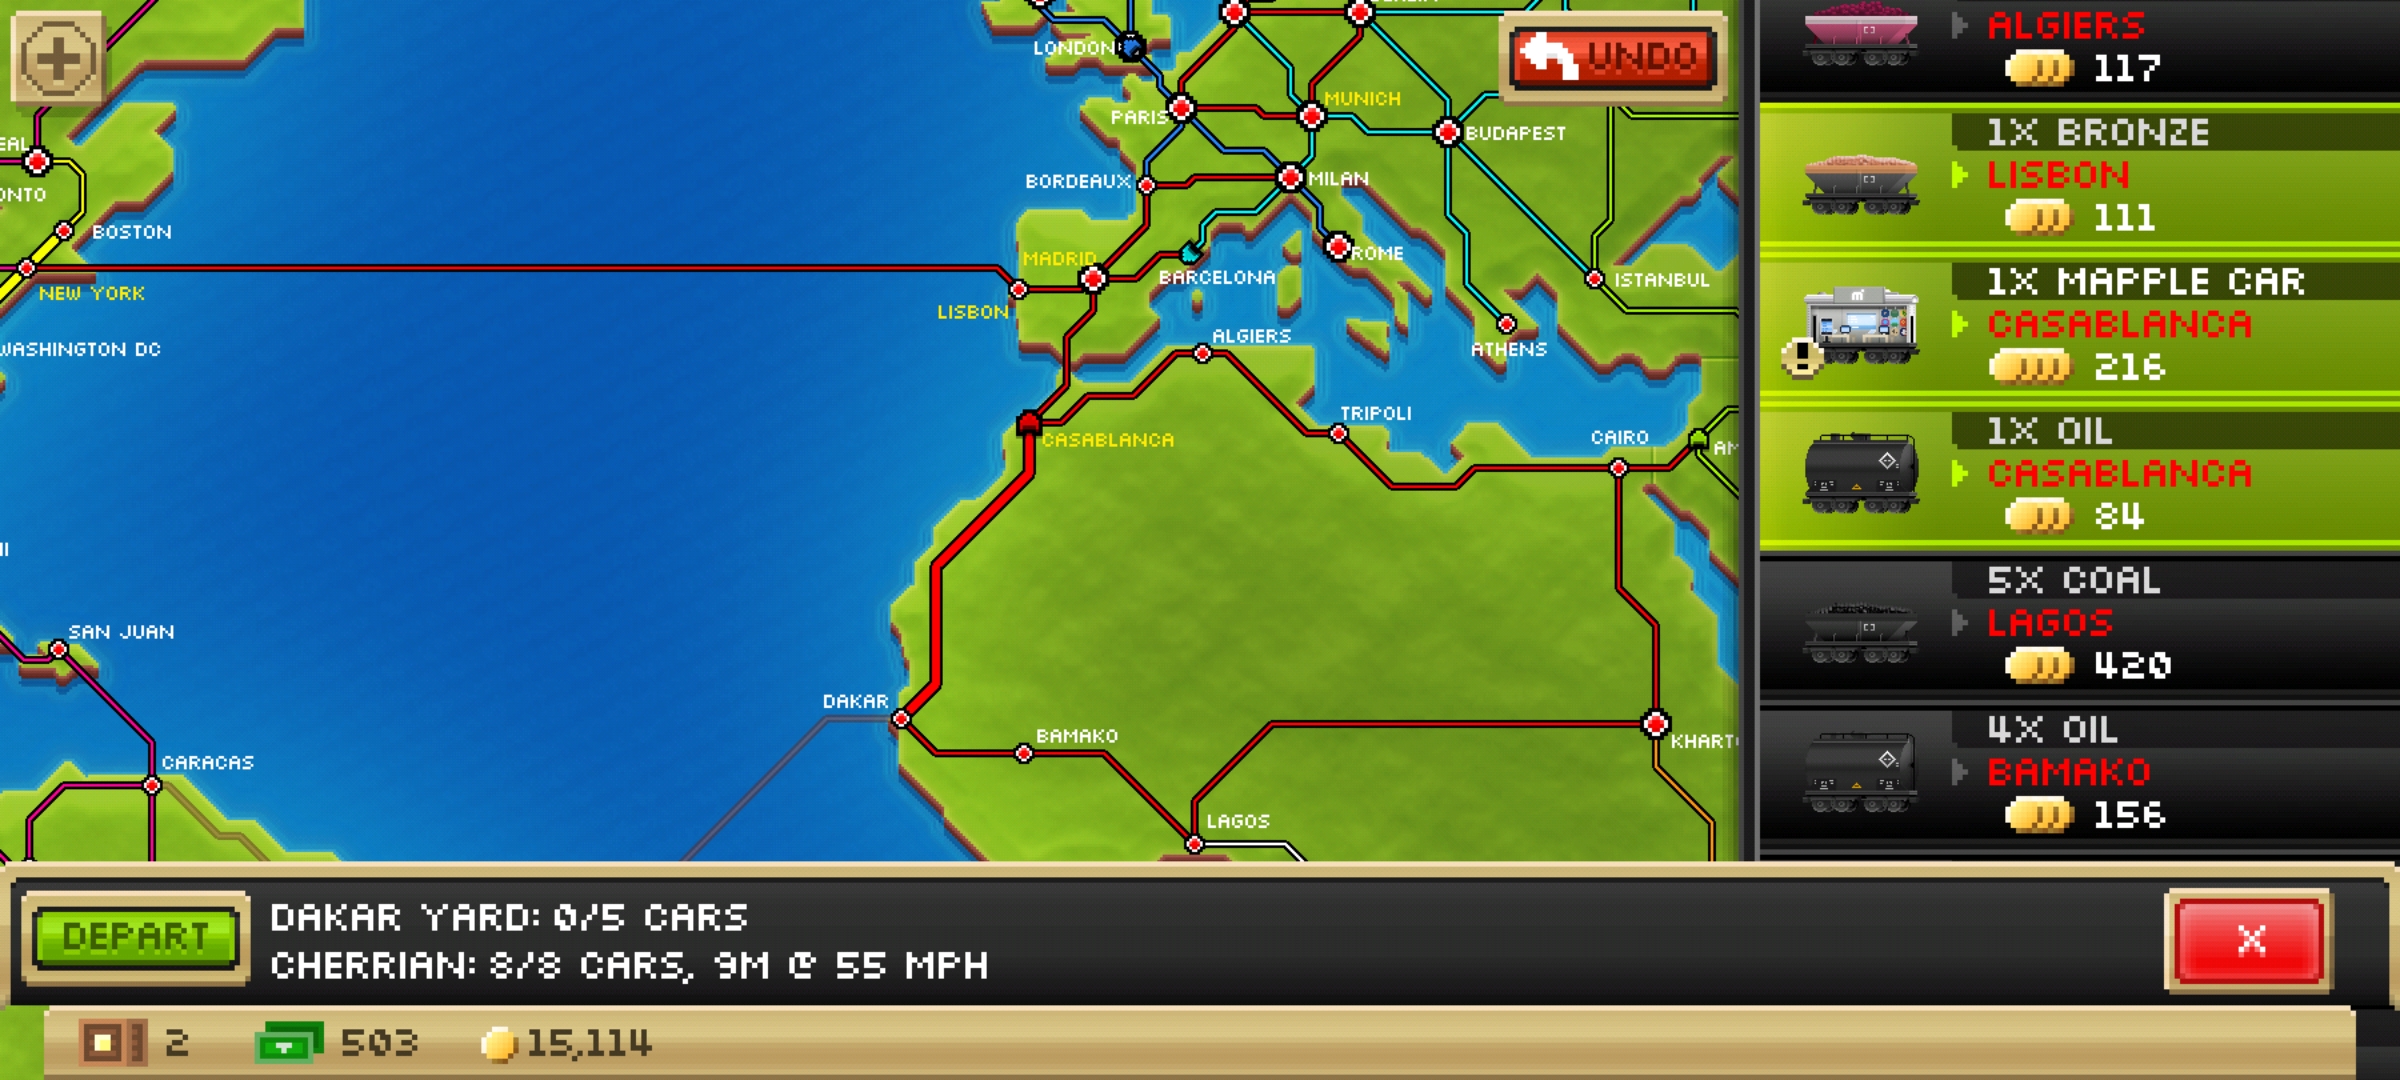 LONDON
UNDO
PARIS
MUNICH
BUDAPEST
BORDEAUX
MILAN
BOSTON
NEW YORK
WASHINGTON DC
MADRID
BARCELONA
ROME
ISTANBUL
LISBON
ALGIERS
ATHENS
CASABLANCA
TRIPOLI
CAIRO
SAN JUAN
DAKAR
BAMAKO
CARACAS
LAGOS
ALGIERS
117
1X BRONZE
LISBON
111
1X MAPPLE CAR
CASABLANCA
216
1X OIL
CASABLANCA
84
5X COAL
LAGOS
420
4X OIL
BAMAKO
156
DEPART
DAKAR YARD: 0/5 CARS
CHERRIAN: 8/8 CARS, 9M @ 55 MPH
X
2
503
15,114